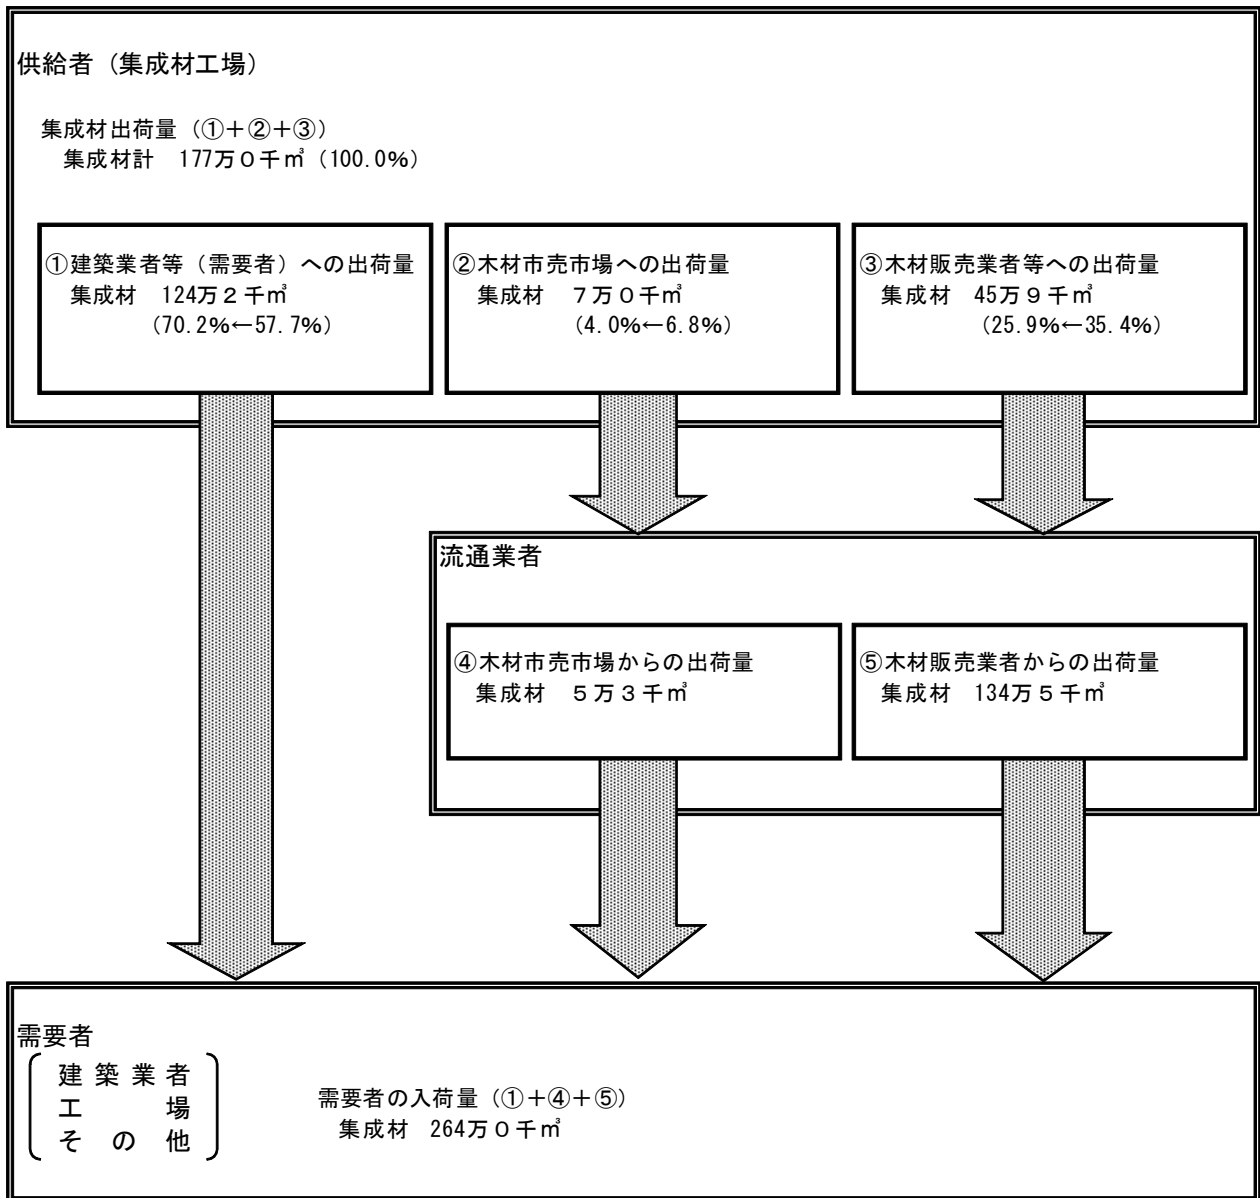 供給者（集成材工場）
集成材出荷量（①＋②＋③）
集成材計　177万０千㎥（100.0%）
①建築業者等（需要者）への出荷量
集成材　124万２千㎥
（70.2%←57.7%）
②木材市売市場への出荷量
集成材　７万０千㎥
（4.0%←6.8%）
③木材販売業者等への出荷量
集成材　45万９千㎥
（25.9%←35.4%）
流通業者
④木材市売市場からの出荷量
集成材　５万３千㎥
⑤木材販売業者からの出荷量
集成材　134万５千㎥
需要者
建築業者
工場
その他
需要者の入荷量（①＋④＋⑤）
集成材　264万０千㎥